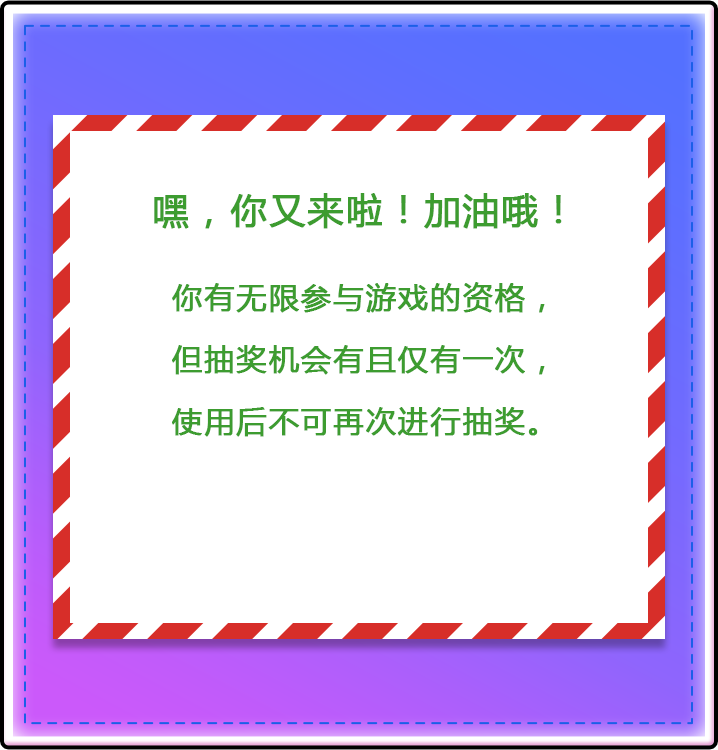 嘿，你又来啦！加油哦！
你有无限参与游戏的资格，
但抽奖机会有且仅有一次，
使用后不可再次进行抽奖。